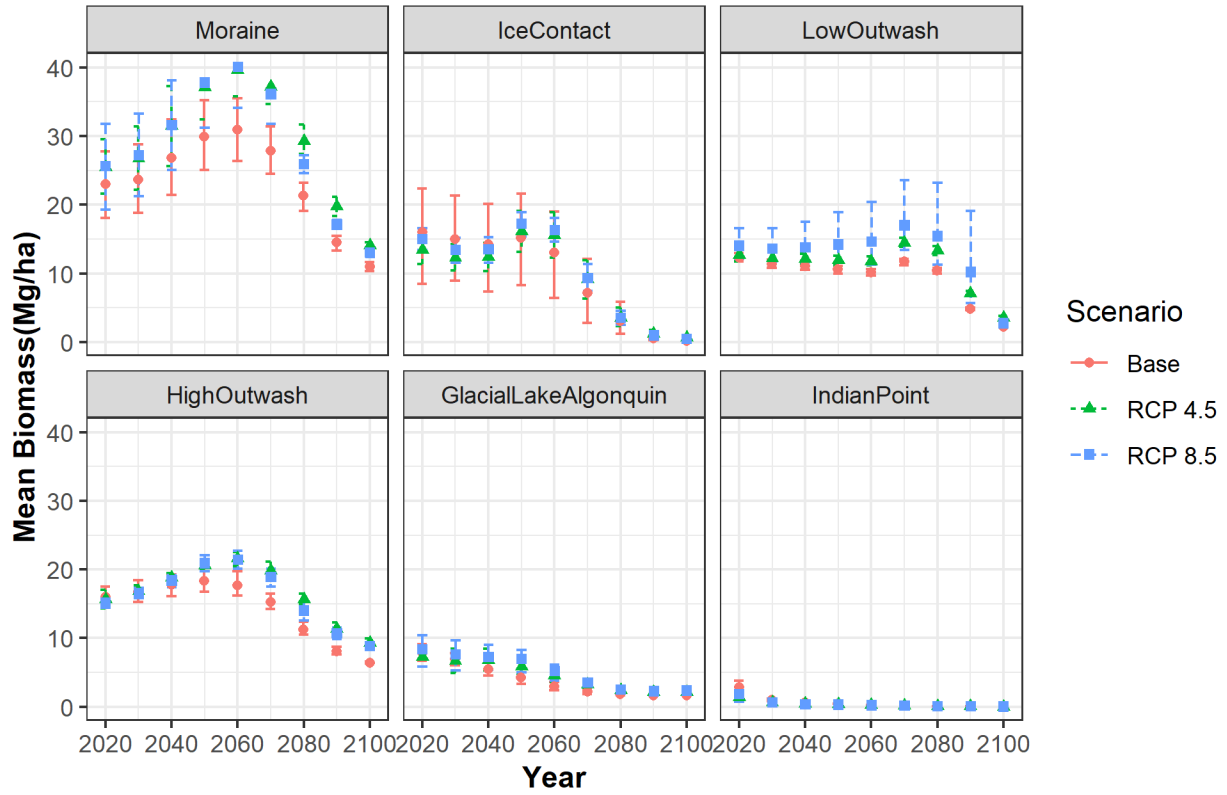 Moraine IceContact LowOutwash
40
30
20
10
0
HighOutwash GlacialLakeAlgonquin IndianPoint
40
30
20
10
0
2020 2040 2060 2080 2100 2020 2040 2060 2080 2100 2020 2040 2060 2080 2100
Year
Mean Biomass(Mg/ha)
Scenario
Base
RCP 4.5
RCP 8.5